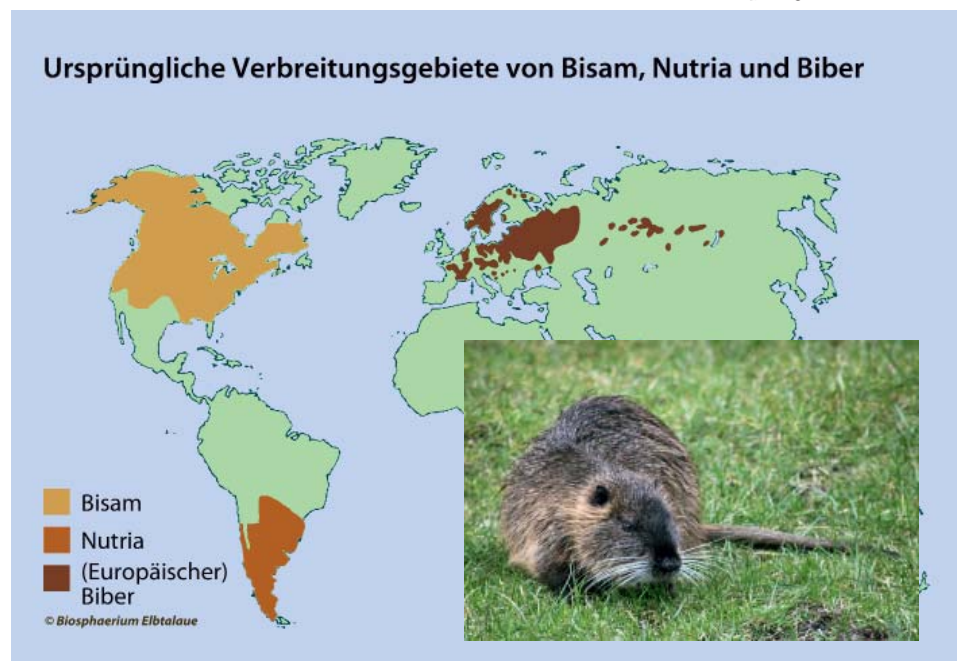 Ursprüngliche Verbreitungsgebiete von Bisam, Nutria und Biber
Bisam
Nutria
(Europäischer)
Biber
© Biosphaerium Elbtalaue